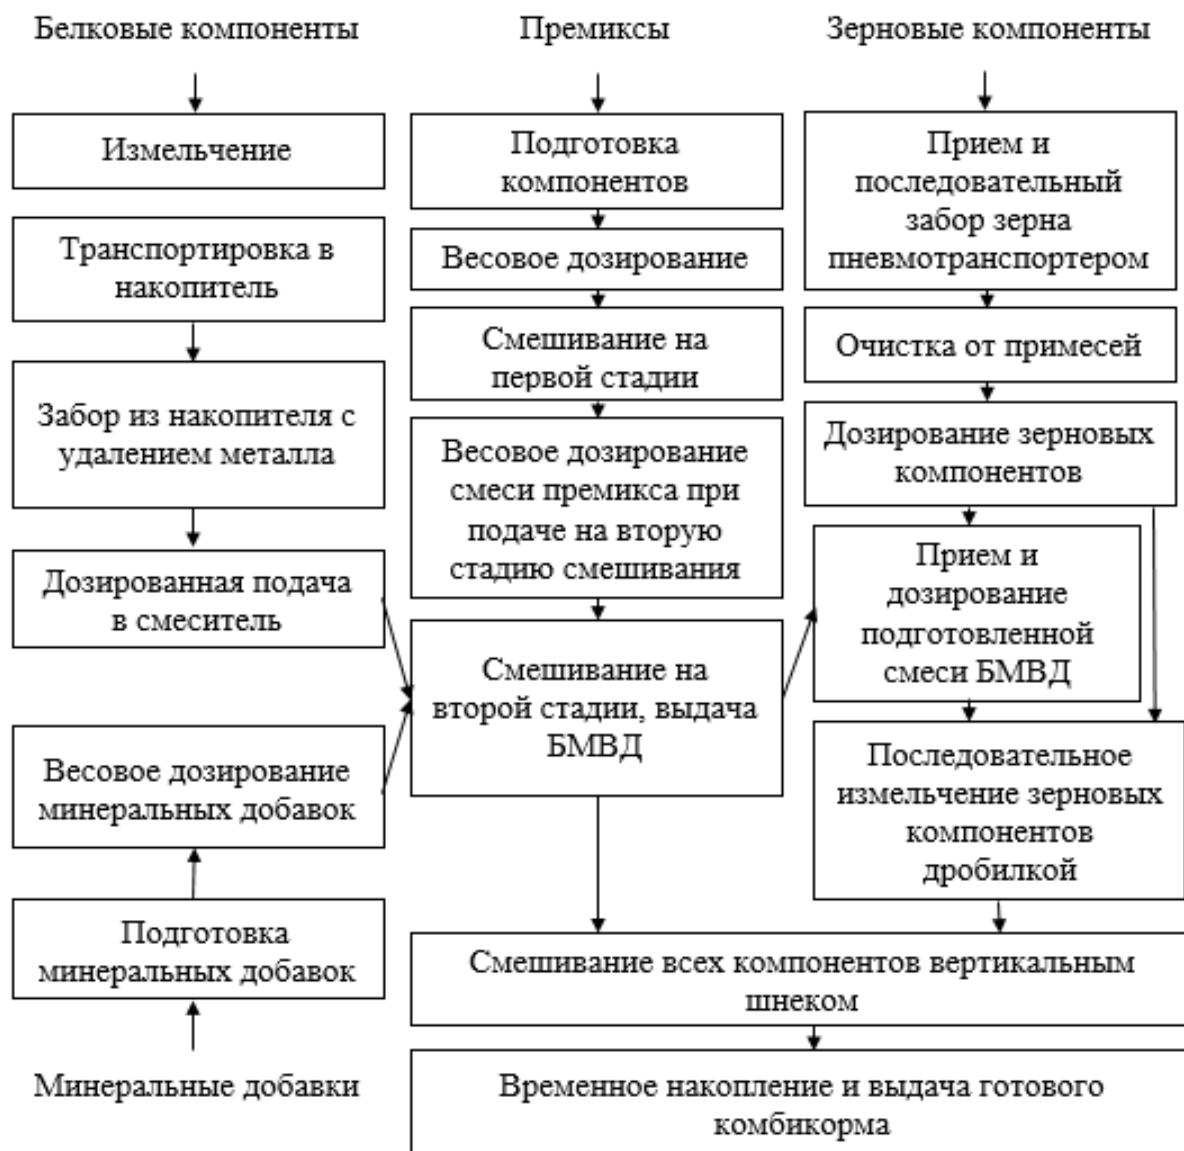 Белковые компоненты
Измельчение
Транспортировка в
накопитель
Забор из накопителя с
удалением металла
Дозированная подача
в смеситель
Весовое дозирование
минеральных добавок
Подготовка
минеральных добавок
Минеральные добавки
Премиксы
Подготовка
компонентов
Весовое дозирование
Смешивание на
первой стадии
Весовое дозирование
смеси премикса при
подаче на вторую
стадию смешивания
Смешивание на
второй стадии, выдача
БМВД
Зерновые компоненты
Прием и
последовательный
забор зерна
пневмотранспортером
Очистка от примесей
Дозирование зерновых
компонентов
Прием и
дозирование
подготовленной
смеси БМВД
Последовательное
измельчение зерновых
компонентов
дробилкой
Смешивание всех компонентов вертикальным
шнеком
Временное накопление и выдача готового
комбикорма